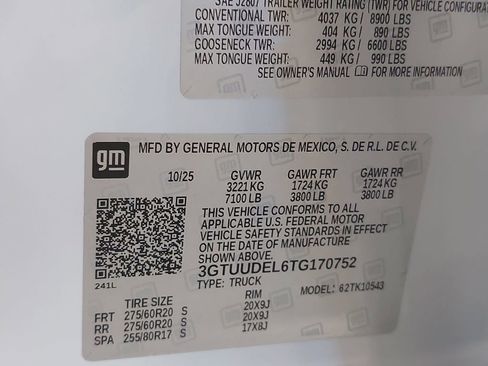 SAE J2807 TRAILER WEIGHT RATING (TWR) FOR VEHICLE CONFIGURA
CONVENTIONAL TWR: 4037 KG / 8900 LBS
MAX TONGUE WT: 404 KG / 890 LBS
GOOSENECK TWR: 2994 KG / 6600 LBS
MAX TONGUE WT: 449 KG / 990 LBS
SEE OWNER'S MANUAL FOR MORE INFORMATION
gm MFD BY GENERAL MOTORS DE MEXICO, S. DE R.L. DE C.V.
10/25 GVWR GAWR FRT GAWR RR
3221 KG 1724 KG 1724 KG
7100 LB 3800 LB 3800 LB
THIS VEHICLE CONFORMS TO ALL
APPLICABLE U.S. FEDERAL MOTOR
VEHICLE SAFETY STANDARDS IN EFFECT
ON THE DATE OF MANUFACTURE
SHOWN ABOVE.
3GTUUDEL6TG170752
241L TYPE: TRUCK MODEL: 62TK10543
TIRE SIZE RIM
FRT 275/60R20 S 20X9J
RR 275/60R20 S 20X9J
SPA 255/80R17 S 17X8J